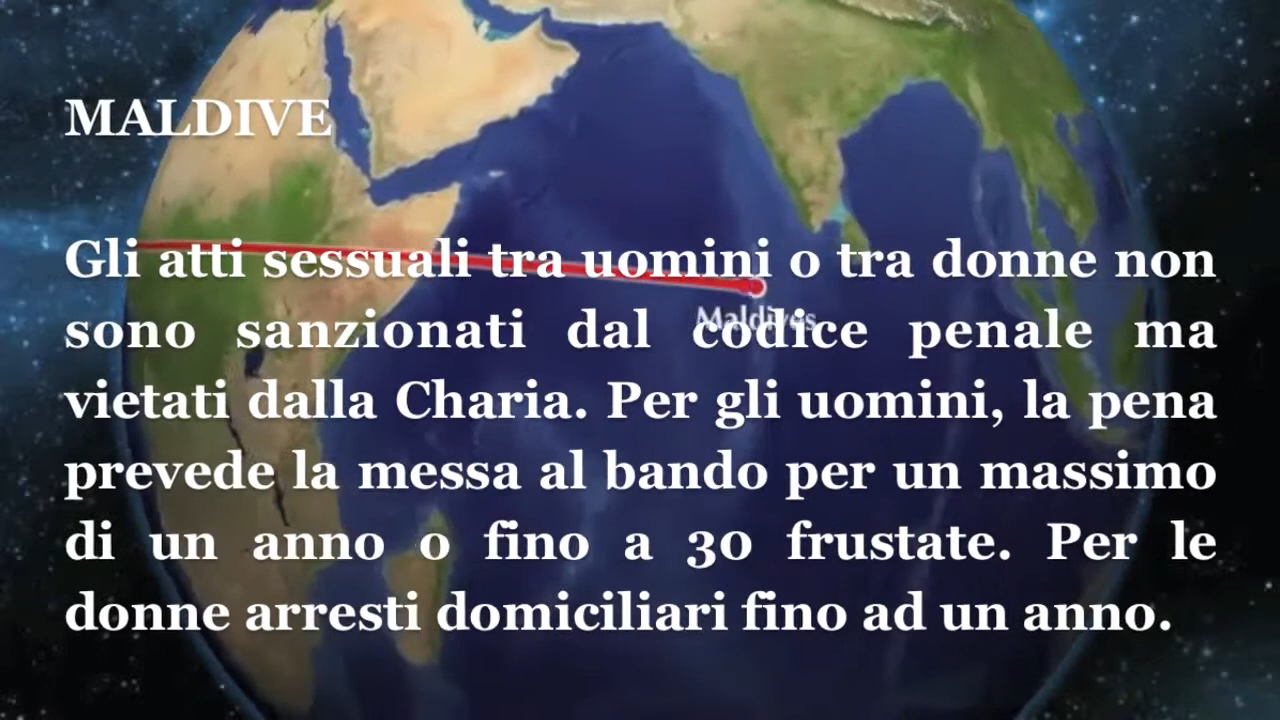 MALDIVE
Gli atti sessuali tra uomini o tra donne non
sono sanzionati dal codice penale ma
vietati dalla Charia. Per gli uomini, la pena
prevede la messa al bando per un massimo
di un anno o fino a 30 frustate. Per le
donne arresti domiciliari fino ad un anno.
Maldives